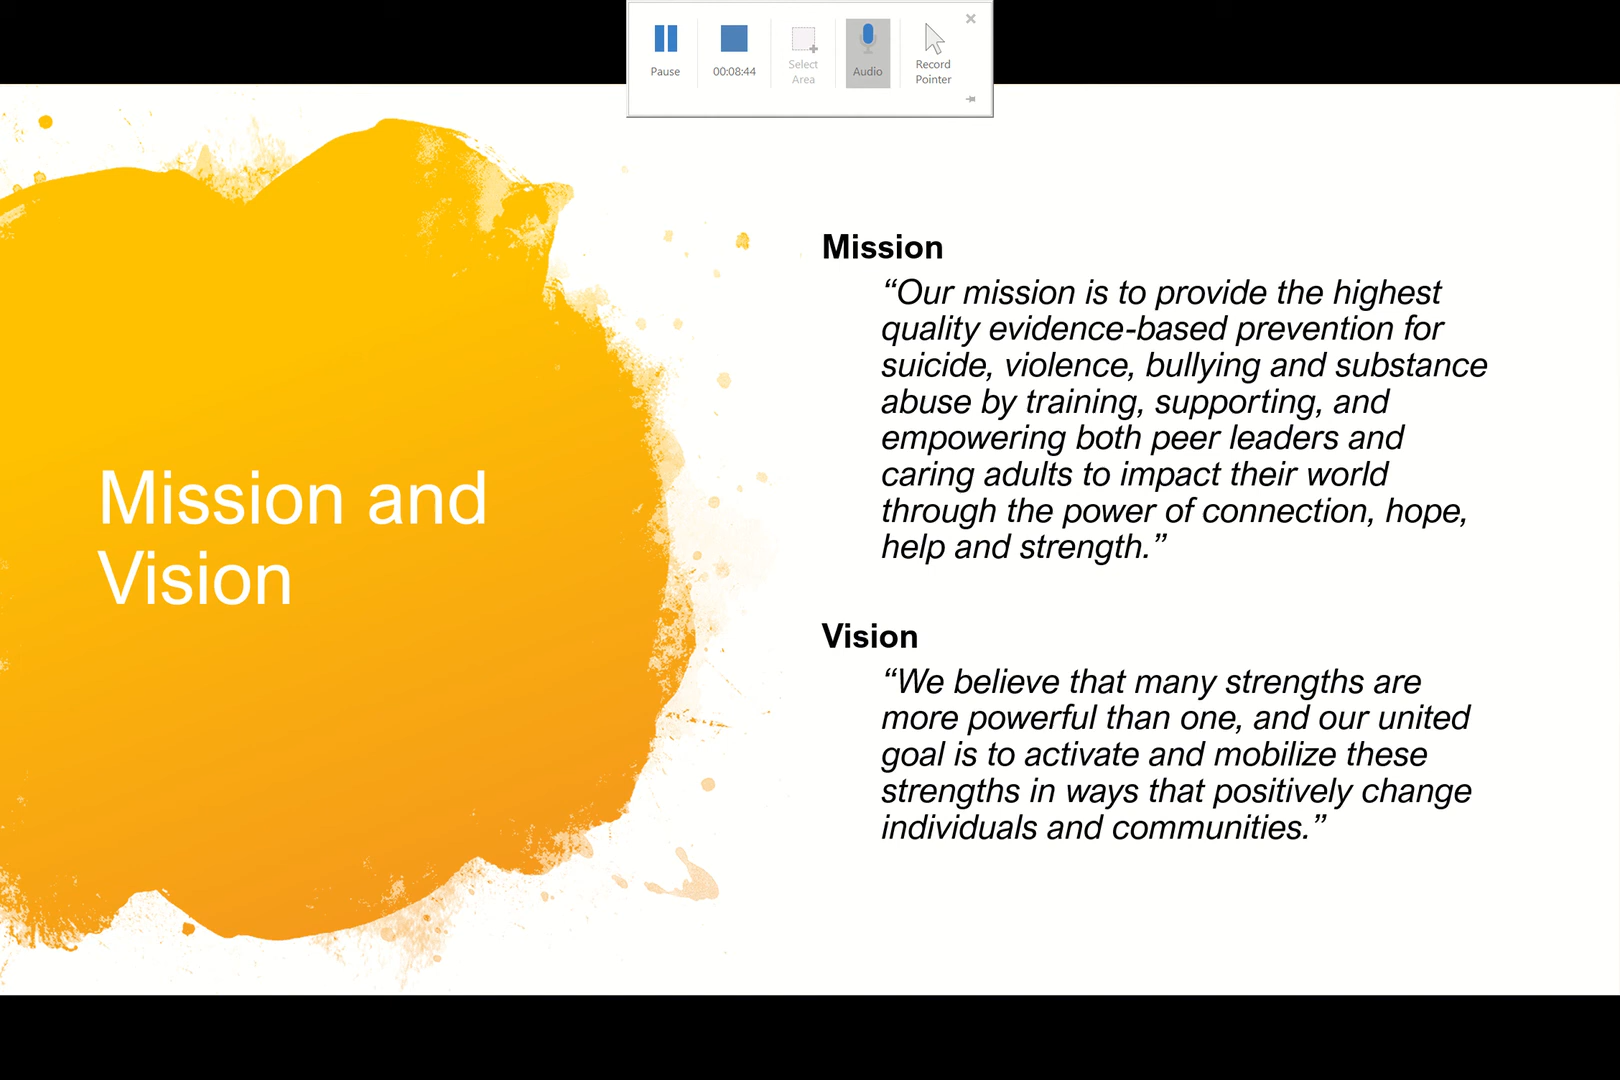 Pause
00:08:44
Select
Area
Audio
Record
Pointer
Mission and
Vision
Mission
“Our mission is to provide the highest
quality evidence-based prevention for
suicide, violence, bullying and substance
abuse by training, supporting, and
empowering both peer leaders and
caring adults to impact their world
through the power of connection, hope,
help and strength.”
Vision
“We believe that many strengths are
more powerful than one, and our united
goal is to activate and mobilize these
strengths in ways that positively change
individuals and communities.”